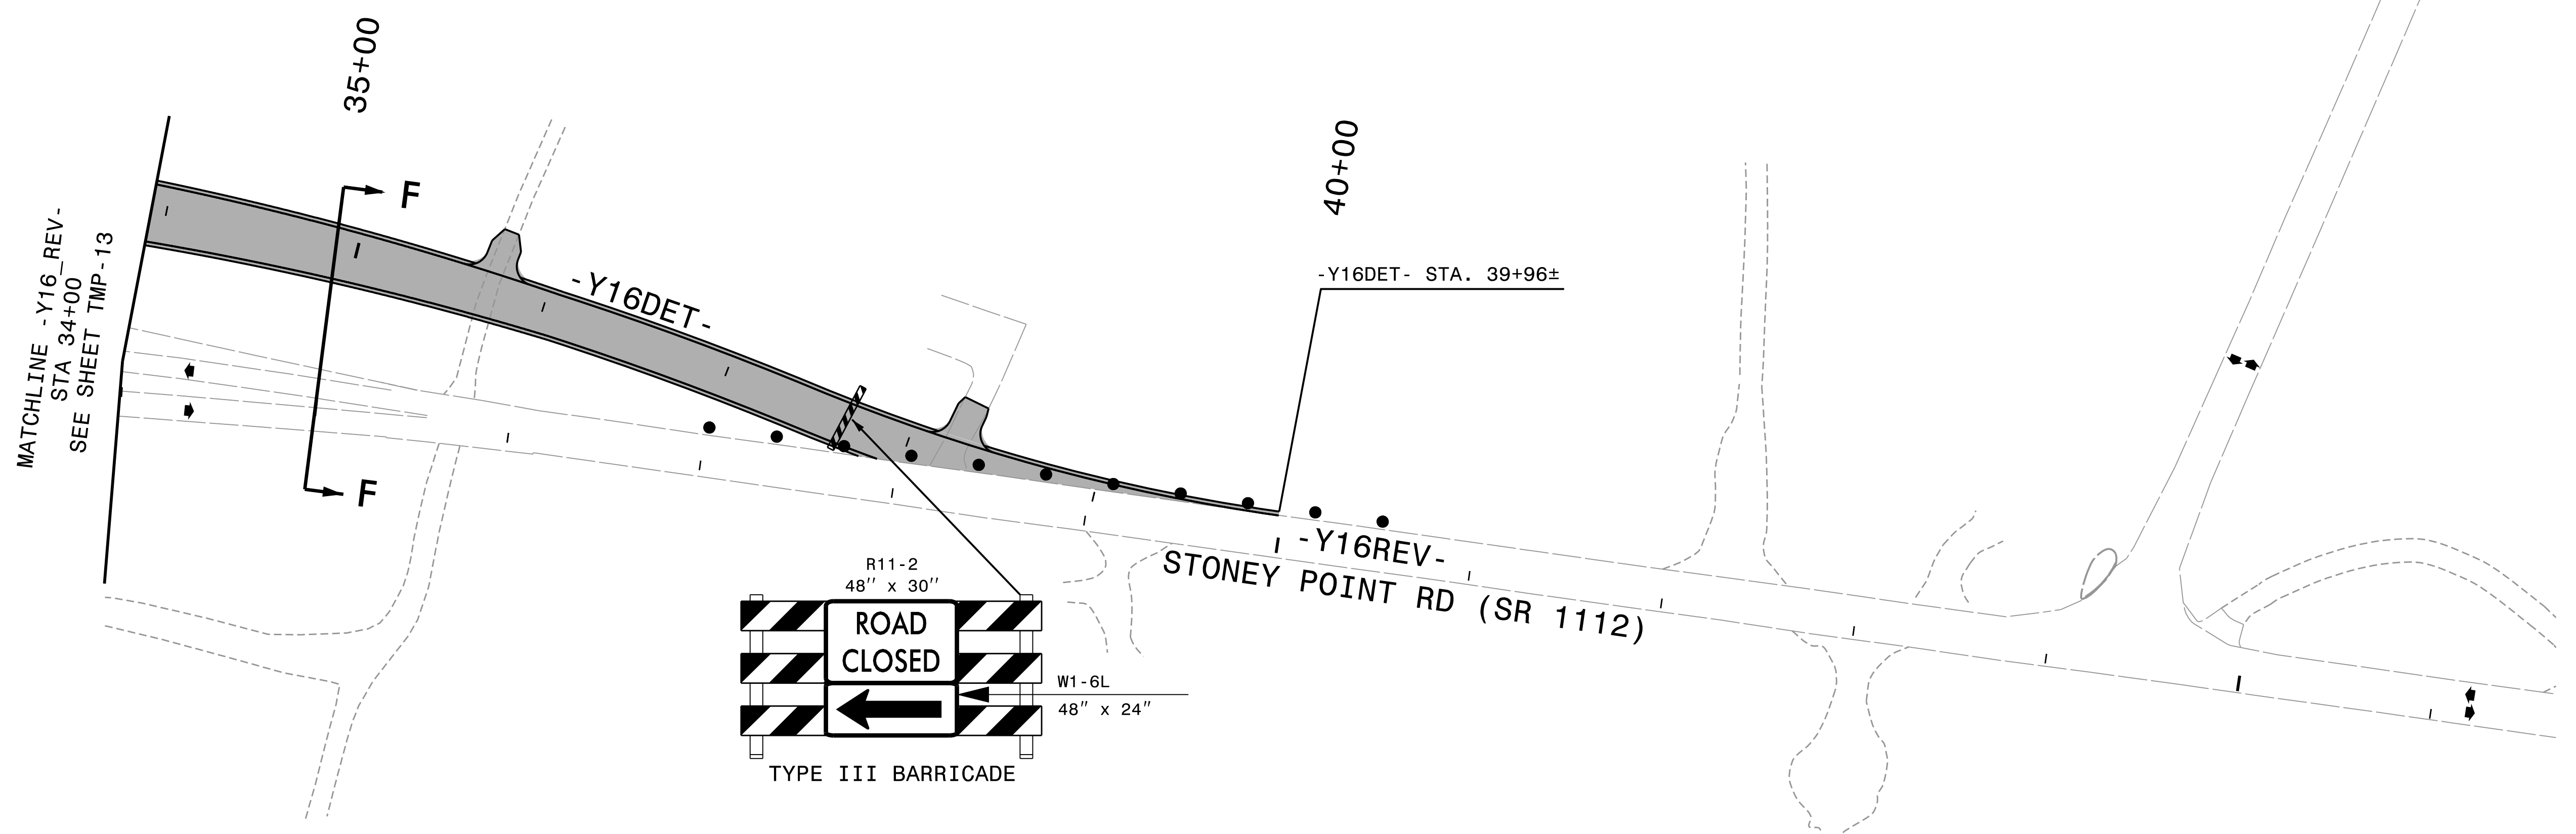 35+00
40+00
F
MATCHLINE -Y16_REV-
STA 34+00
SEE SHEET TMP-13
-Y16DET-
-Y16DET- STA. 39+96±
F
-Y16REV-
STONEY POINT RD (SR 1112)
R11-2
48" x 30"
ROAD
CLOSED
W1-6L
48" x 24"
TYPE III BARRICADE